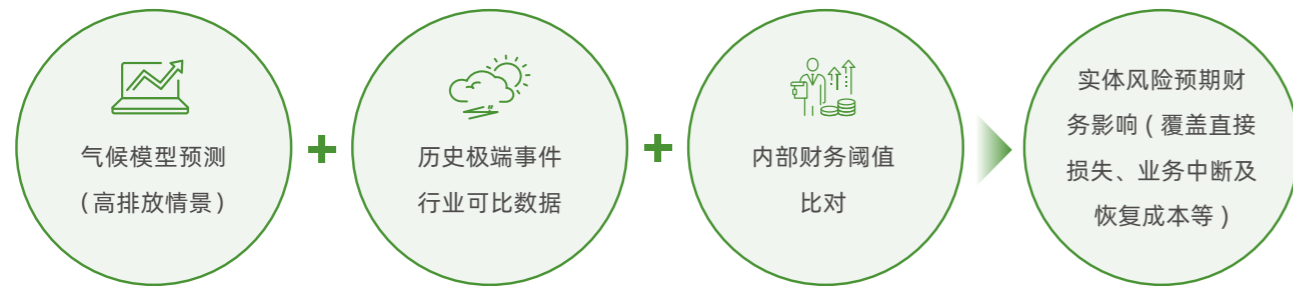 气候模型预测
（高排放情景）
+
历史极端事件
行业可比数据
+
内部财务阈值
比对
实体风险预期财
务影响（覆盖直接
损失、业务中断及
恢复成本等）